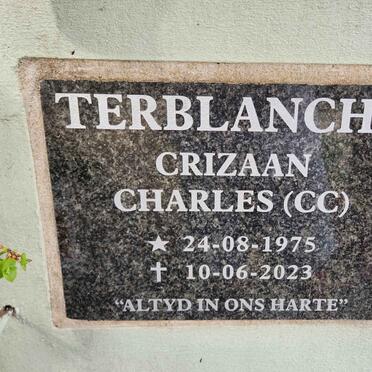 TERBLANCH
CRIZAAN
CHARLES (CC)
★ 24-08-1975
✝ 10-06-2023
“ALTYD IN ONS HARTE”